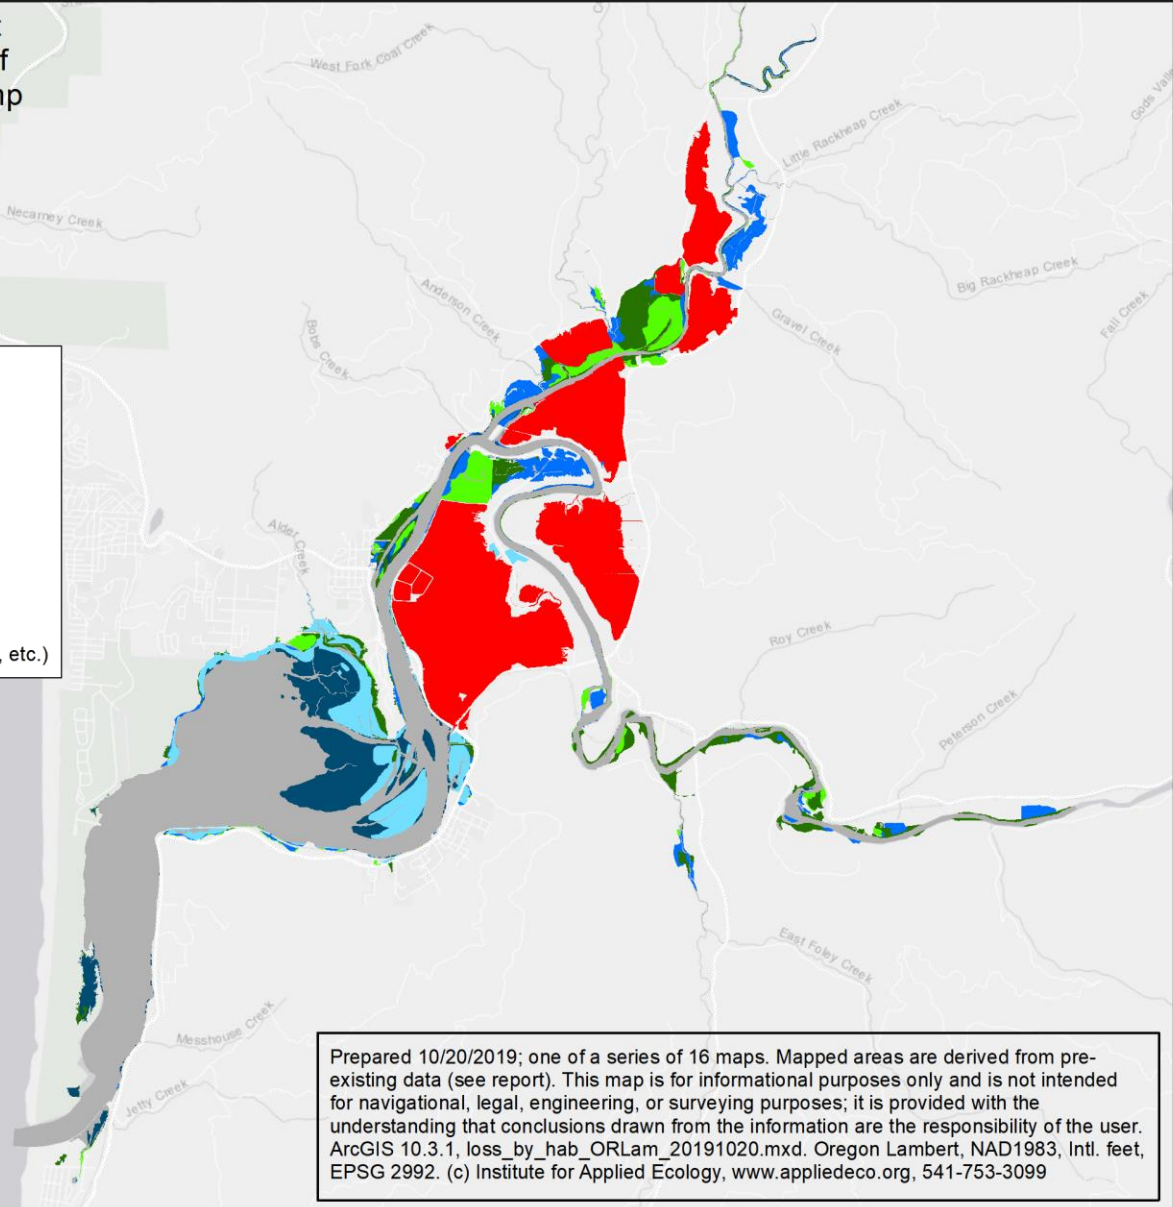 f
np
West Fork Coal Creek
Gods Valle
Little Rackheap Creek
Necarney Creek
Big Rackheap Creek
Anderson Creek
Fall Creek
Gravel Creek
Bobs Creek
Alder Creek
, etc.)
Roy Creek
Peterson Creek
East Foley Creek
Messhouse Creek
Jetty Creek
Prepared 10/20/2019; one of a series of 16 maps. Mapped areas are derived from pre-
existing data (see report). This map is for informational purposes only and is not intended
for navigational, legal, engineering, or surveying purposes; it is provided with the
understanding that conclusions drawn from the information are the responsibility of the user.
ArcGIS 10.3.1, loss_by_hab_ORLam_20191020.mxd. Oregon Lambert, NAD1983, Intl. feet,
EPSG 2992. (c) Institute for Applied Ecology, www.appliedeco.org, 541-753-3099